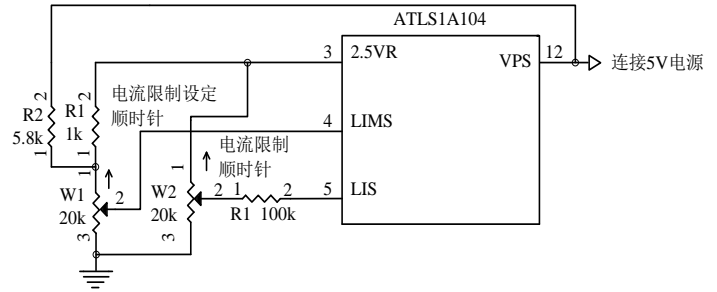 ATLS1A104
3 2.5VR VPS 12 连接5V电源
2 2
R2 R1 电流限制设定
5.8k 1k 顺时针
1 1
4 LIMS
电流限制
顺时针
1 1
W1 2 W2 2 1 2 5 LIS
20k 20k R1 100k
3 3